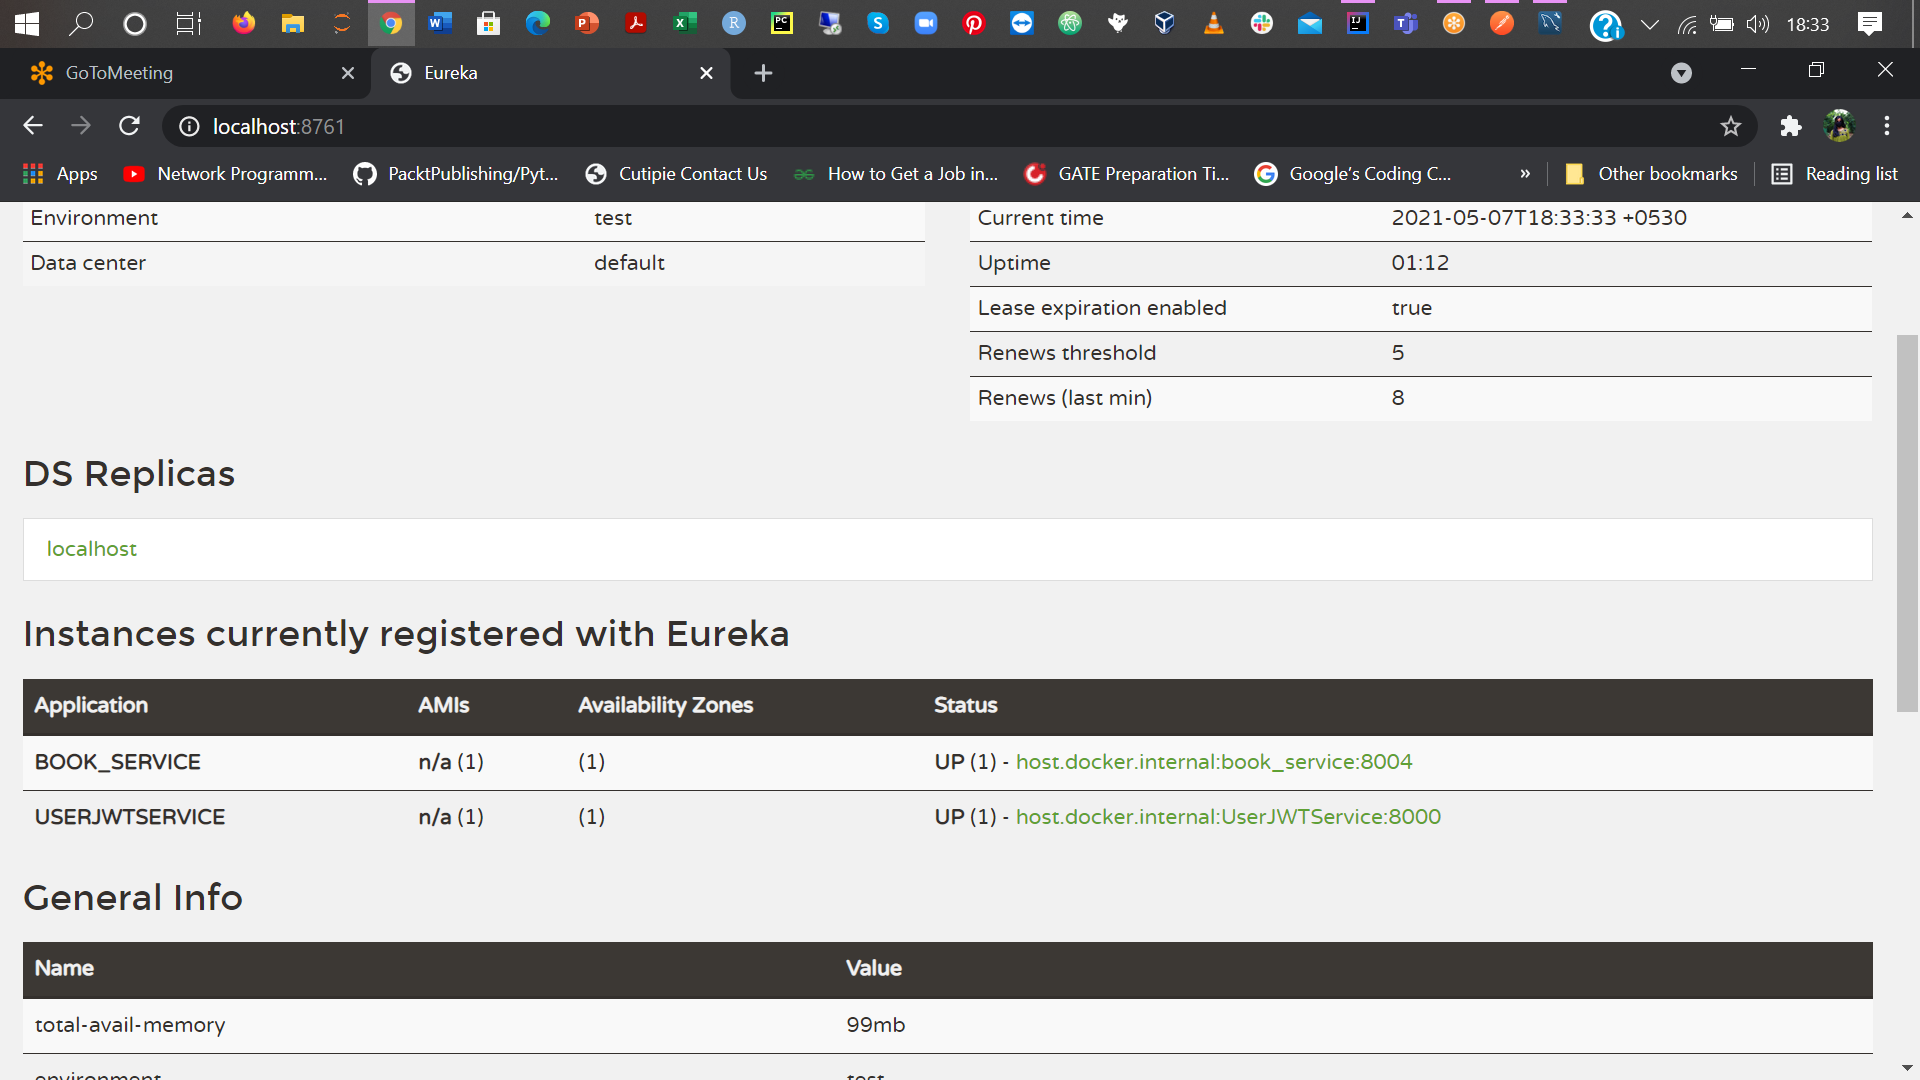 18:33
GoToMeeting
Eureka
localhost:8761
Apps
Network Programm...
PacktPublishing/Pyt...
Cutipie Contact Us
How to Get a Job in...
GATE Preparation Ti...
Google's Coding C...
»
Other bookmarks
Reading list
Environment test
Data center default
Current time 2021-05-07T18:33:33 +0530
Uptime 01:12
Lease expiration enabled true
Renews threshold 5
Renews (last min) 8
DS Replicas
localhost
Instances currently registered with Eureka
Application AMIs Availability Zones Status
BOOK_SERVICE n/a (1) (1) UP (1) - host.docker.internal:book_service:8004
USERJWTSERVICE n/a (1) (1) UP (1) - host.docker.internal:UserJWTService:8000
General Info
Name Value
total-avail-memory 99mb
environment test